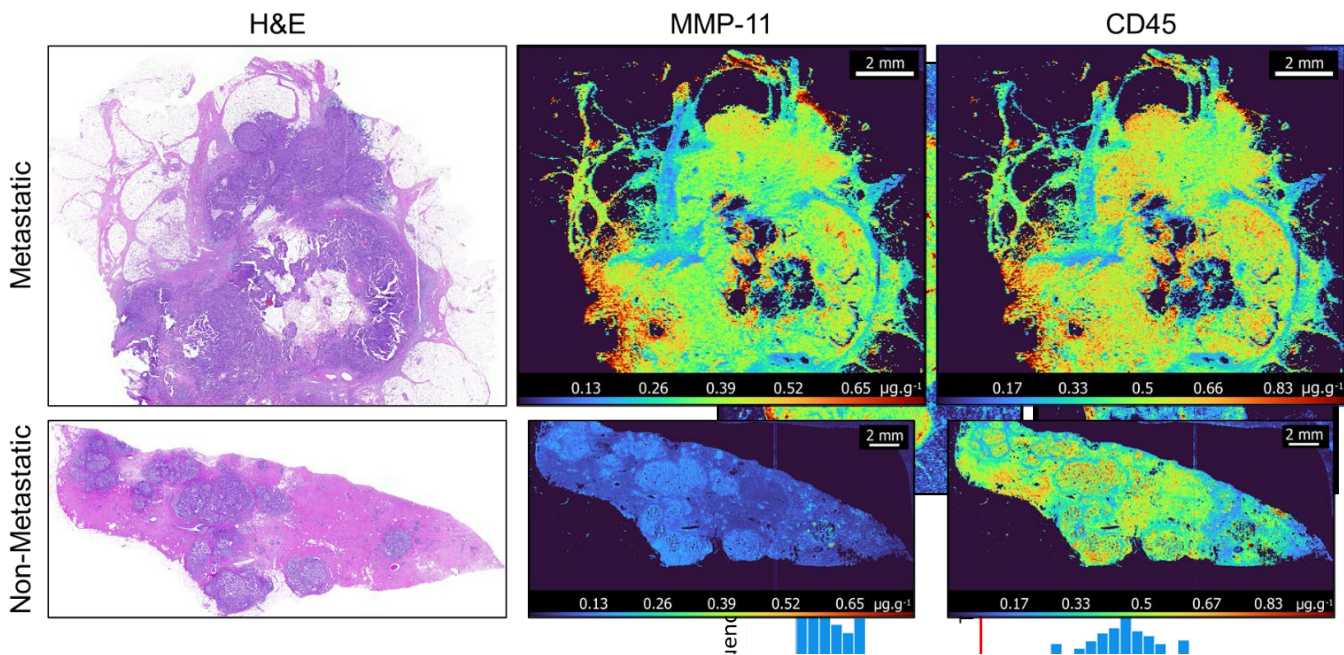 H&E MMP-11 CD45
Metastatic
2 mm 2 mm
0.13 0.26 0.39 0.52 0.65 µg.g⁻¹ 0.17 0.33 0.5 0.66 0.83 µg.g⁻¹
Non-Metastatic
2 mm 2 mm
0.13 0.26 0.39 0.52 0.65 µg.g⁻¹ 0.17 0.33 0.5 0.67 0.83 µg.g⁻¹